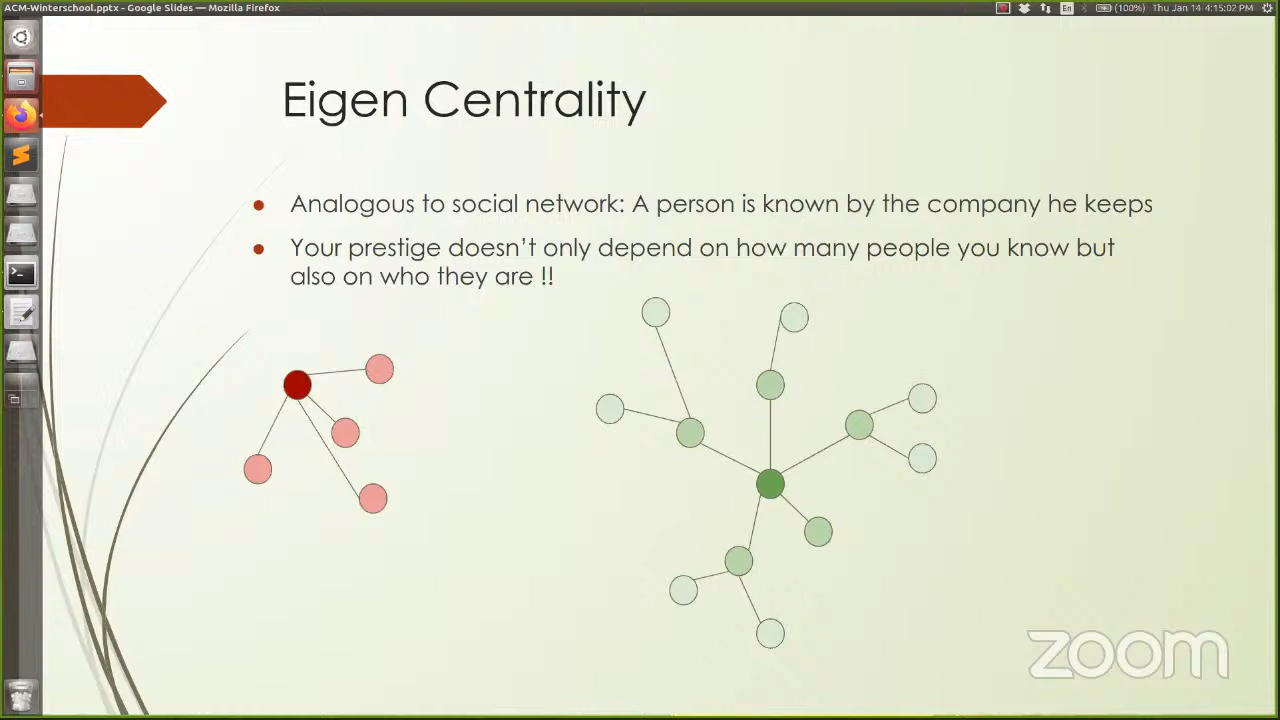 ACM-Winterschool.pptx - Google Slides — Mozilla Firefox
En
(100%)
Thu Jan 14 4:15:02 PM
Eigen Centrality
Analogous to social network: A person is known by the company he keeps
Your prestige doesn't only depend on how many people you know but
also on who they are !!
zoom